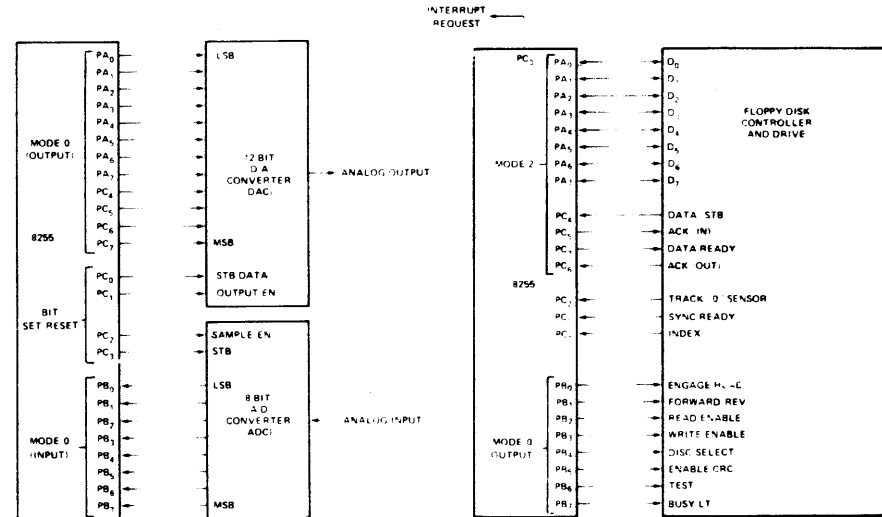 INTERRUPT
REQUEST
PA0
PA1
PA2
PA3
PA4
PA5
PA6
PA7
PC4
PC5
PC6
PC7
MODE 0
(OUTPUT)
8255
PC0
PC1
PC2
PC3
BIT
SET RESET
PB0
PB1
PB2
PB3
PB4
PB5
PB6
PB7
MODE 0
(INPUT)
LSB
12 BIT
D A
CONVERTER
DAC)
MSB
STB DATA
OUTPUT EN
ANALOG OUTPUT
SAMPLE EN
STB
LSB
8 BIT
A D
CONVERTER
ADC)
MSB
ANALOG INPUT
PC3
PA0
PA1
PA2
PA3
PA4
PA5
PA6
PA7
MODE 2
PC4
PC5
PC7
PC6
8255
PC2
PC
PC
PB0
PB1
PB2
PB3
PB4
PB5
PB6
PB7
MODE 0
OUTPUT
D0
D1
D2
D3
D4
D5
D6
D7
FLOPPY DISK
CONTROLLER
AND DRIVE
DATA STB
ACK (IN)
DATA READY
ACK (OUT)
TRACK 0 SENSOR
SYNC READY
INDEX
ENGAGE
FORWARD REV
READ ENABLE
WRITE ENABLE
DISC SELECT
ENABLE CRC
TEST
BUSY LT